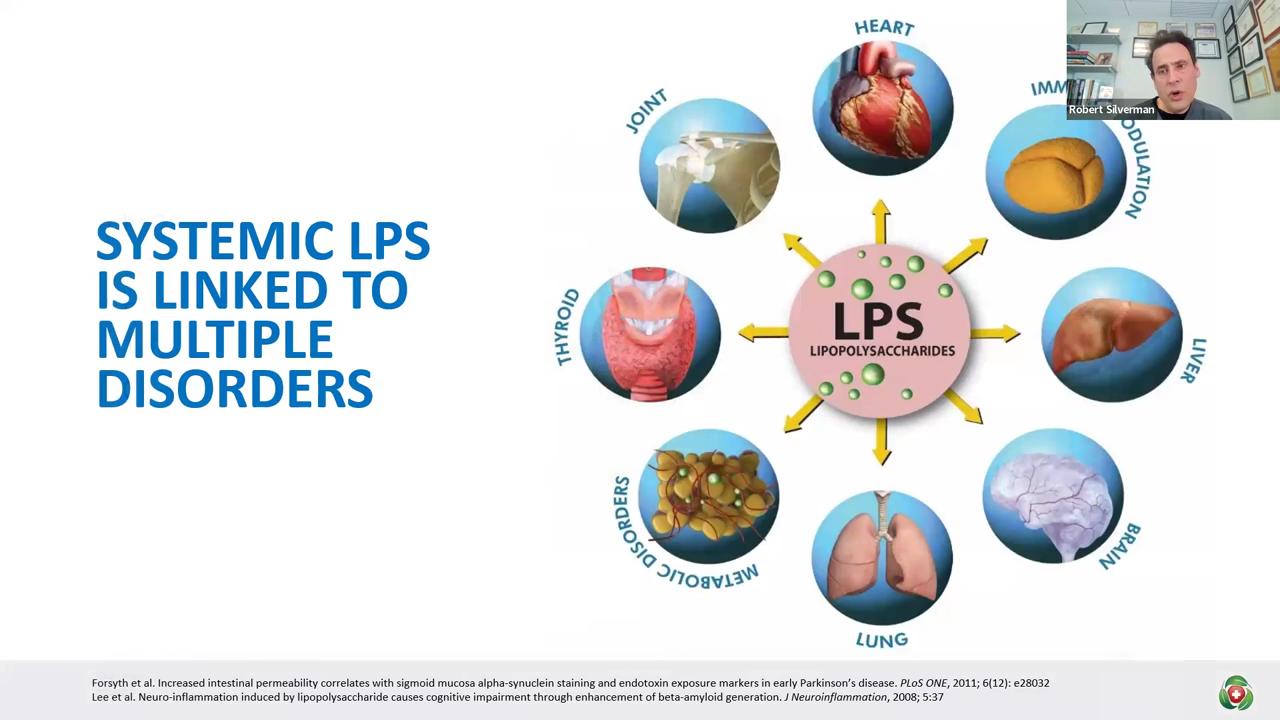 SYSTEMIC LPS
IS LINKED TO
MULTIPLE
DISORDERS
HEART
JOINT
Robert Silverman
THYROID
LPS
LIPOPOLYSACCHARIDES
LIVER
METABOLIC DISORDERS
BRAIN
LUNG
Forsyth et al. Increased intestinal permeability correlates with sigmoid mucosa alpha-synuclein staining and endotoxin exposure markers in early Parkinson's disease. PLoS ONE, 2011; 6(12): e28032
Lee et al. Neuro-inflammation induced by lipopolysaccharide causes cognitive impairment through enhancement of beta-amyloid generation. J Neuroinflammation, 2008; 5:37